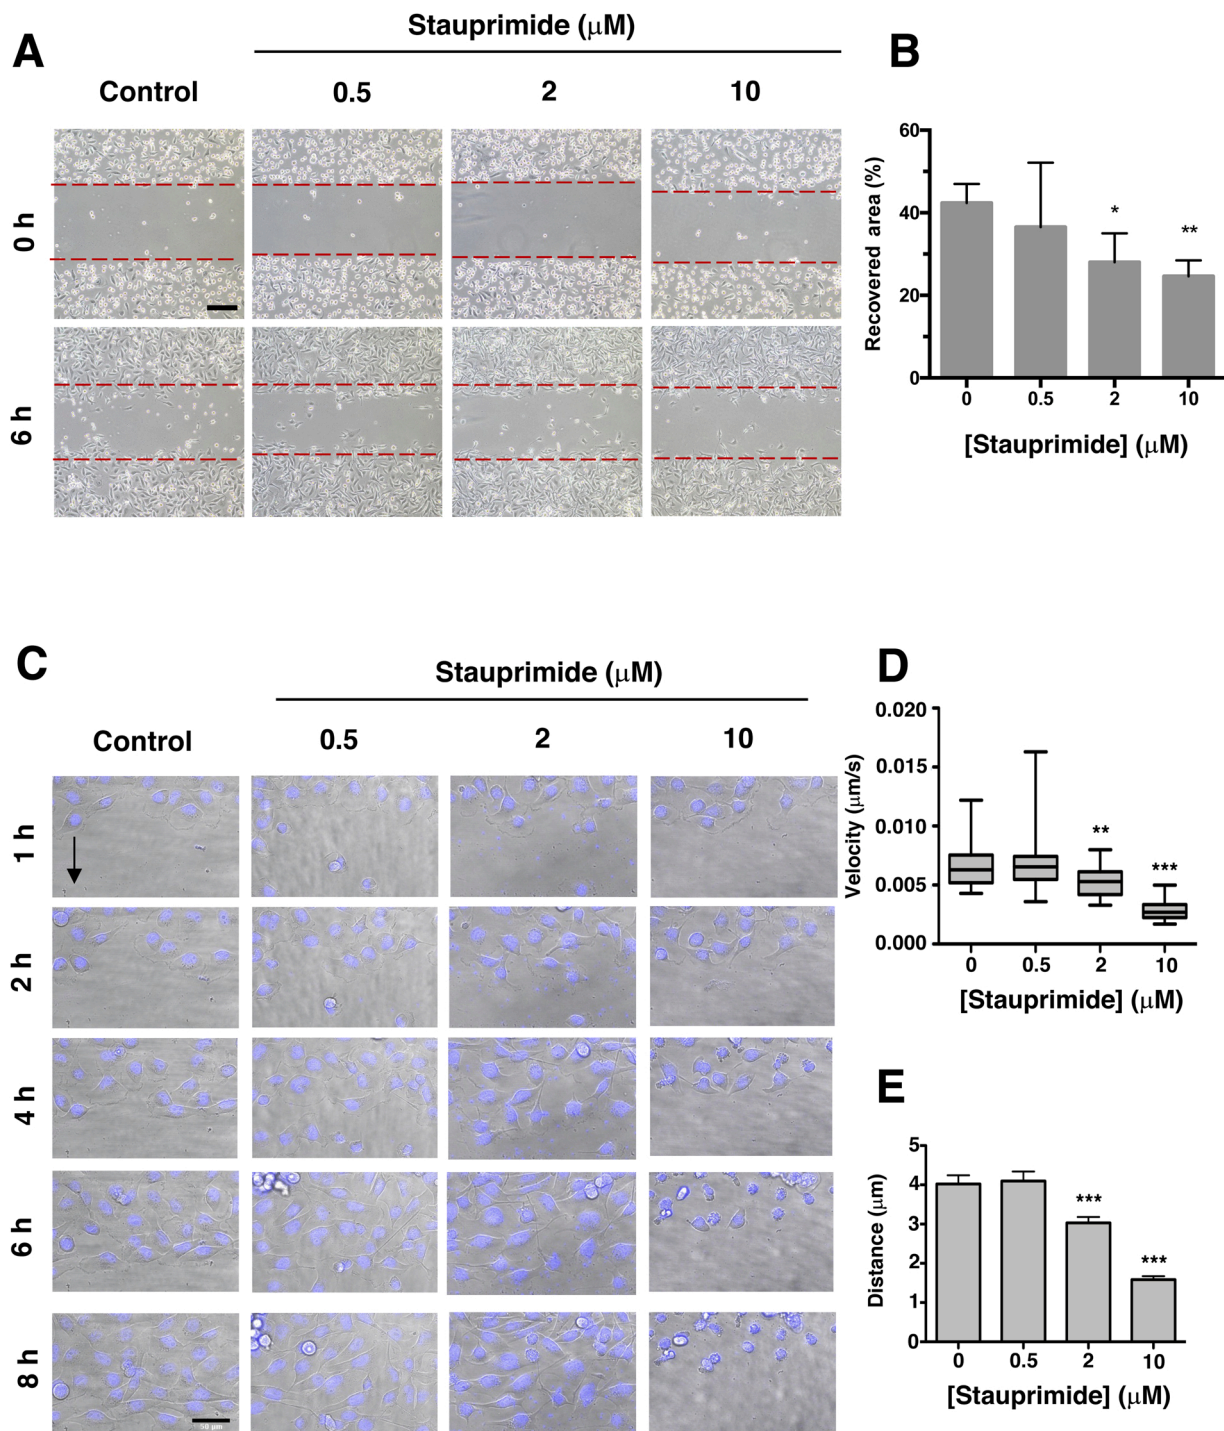 A
Stauprimide (μM)
Control
0.5
2
10
0 h
6 h
B
Recovered area (%)
60
40
20
0
*
**
0
0.5
2
10
[Stauprimide] (μM)
C
Stauprimide (μM)
Control
0.5
2
10
1 h
2 h
4 h
6 h
8 h
50 μm
D
Velocity (μm/s)
0.020
0.015
0.010
0.005
0.000
**
***
0
0.5
2
10
[Stauprimide] (μM)
E
Distance (μm)
5
4
3
2
1
0
***
***
0
0.5
2
10
[Stauprimide] (μM)